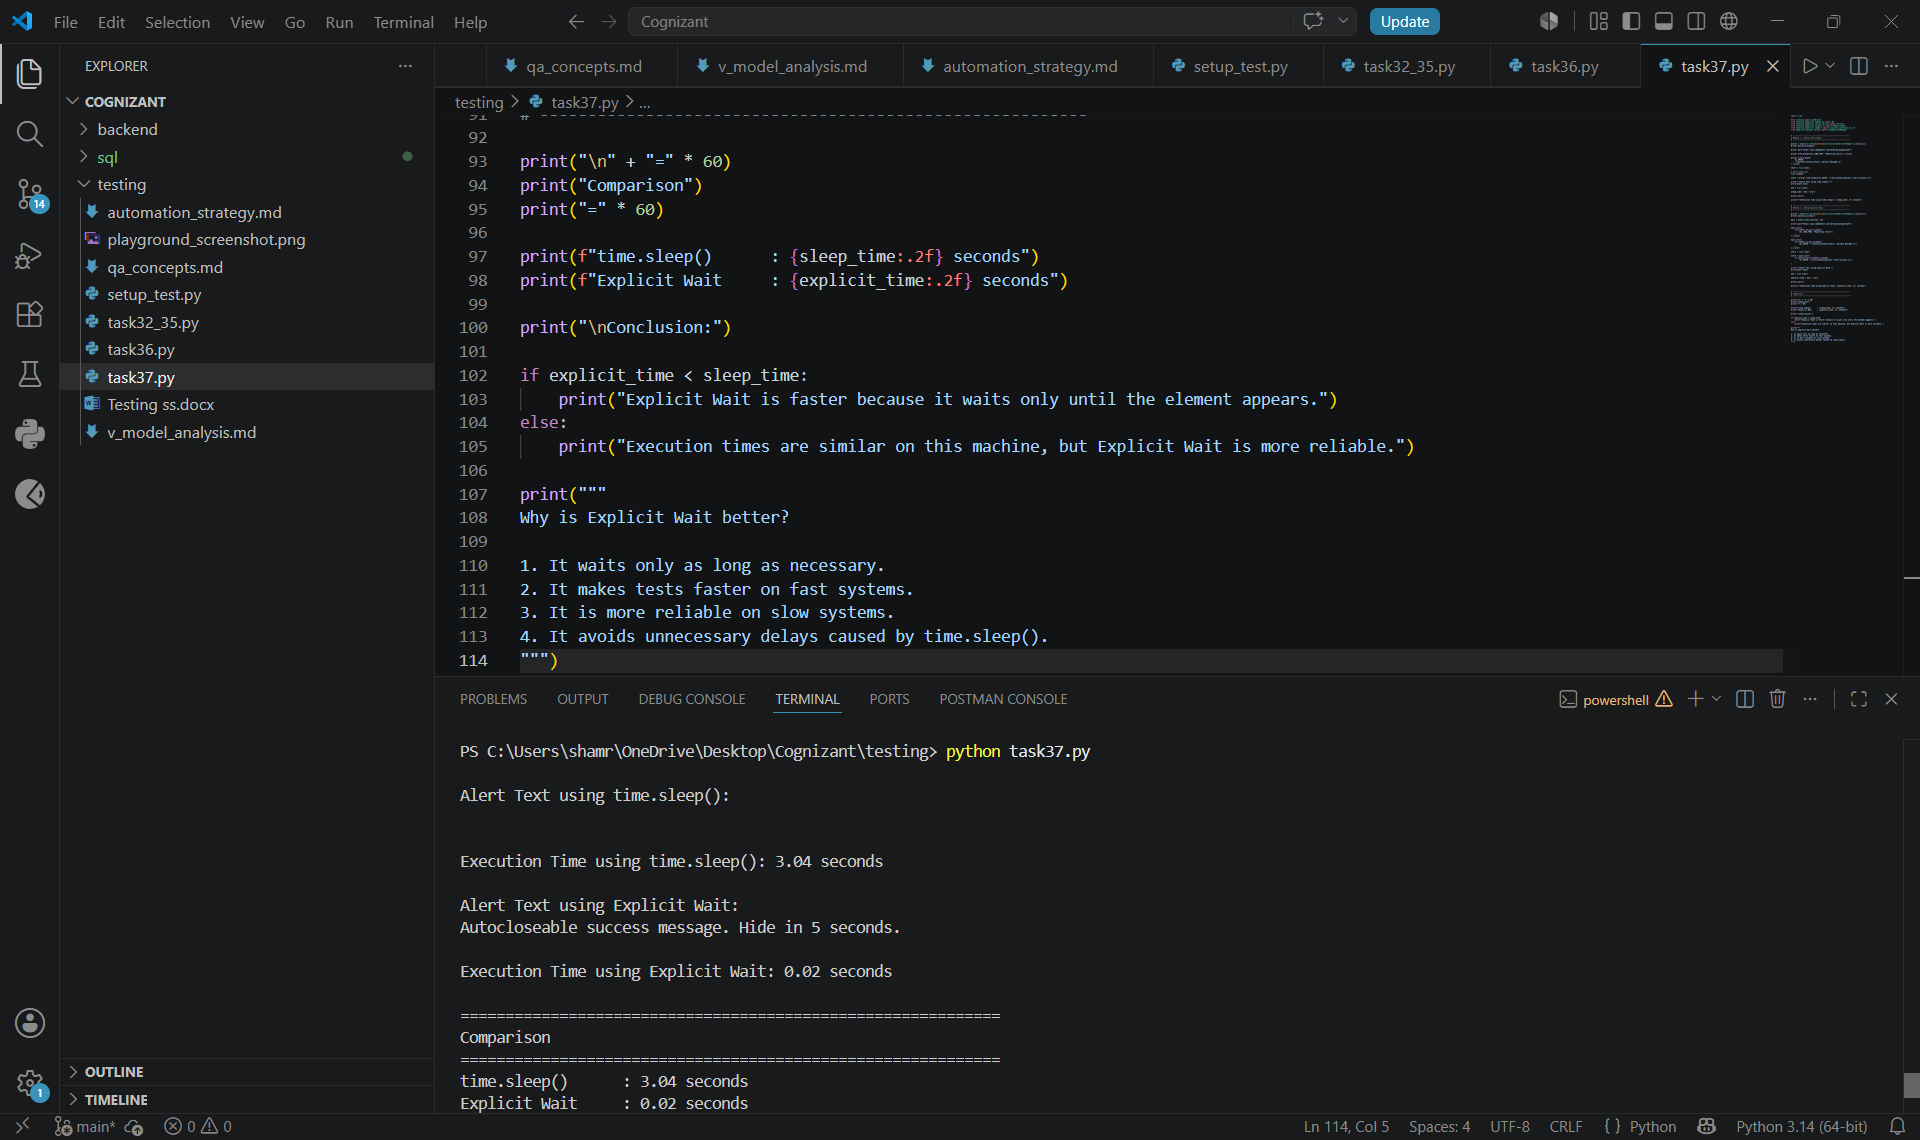 File Edit Selection View Go Run Terminal Help
Cognizant
Update
EXPLORER
COGNIZANT
backend
sql
testing
automation_strategy.md
playground_screenshot.png
qa_concepts.md
setup_test.py
task32_35.py
task36.py
task37.py
Testing ss.docx
v_model_analysis.md
OUTLINE
TIMELINE
14
1
qa_concepts.md v_model_analysis.md automation_strategy.md setup_test.py task32_35.py task36.py task37.py
testing > task37.py > ...
91 # ---------------------------------------------------------
92
93 print("\n" + "=" * 60)
94 print("Comparison")
95 print("=" * 60)
96
97 print(f"time.sleep()      : {sleep_time:.2f} seconds")
98 print(f"Explicit Wait     : {explicit_time:.2f} seconds")
99
100 print("\nConclusion:")
101
102 if explicit_time < sleep_time:
103     print("Explicit Wait is faster because it waits only until the element appears.")
104 else:
105     print("Execution times are similar on this machine, but Explicit Wait is more reliable.")
106
107 print("""
108 Why is Explicit Wait better?
109
110 1. It waits only as long as necessary.
111 2. It makes tests faster on fast systems.
112 3. It is more reliable on slow systems.
113 4. It avoids unnecessary delays caused by time.sleep().
114 """)
PROBLEMS OUTPUT DEBUG CONSOLE TERMINAL PORTS POSTMAN CONSOLE
powershell
PS C:\Users\shamr\OneDrive\Desktop\Cognizant\testing> python task37.py
Alert Text using time.sleep():
Execution Time using time.sleep(): 3.04 seconds
Alert Text using Explicit Wait:
Autocloseable success message. Hide in 5 seconds.
Execution Time using Explicit Wait: 0.02 seconds
============================================================
Comparison
============================================================
time.sleep()      : 3.04 seconds
Explicit Wait     : 0.02 seconds
main* 0 0 Ln 114, Col 5 Spaces: 4 UTF-8 CRLF {} Python Python 3.14 (64-bit)